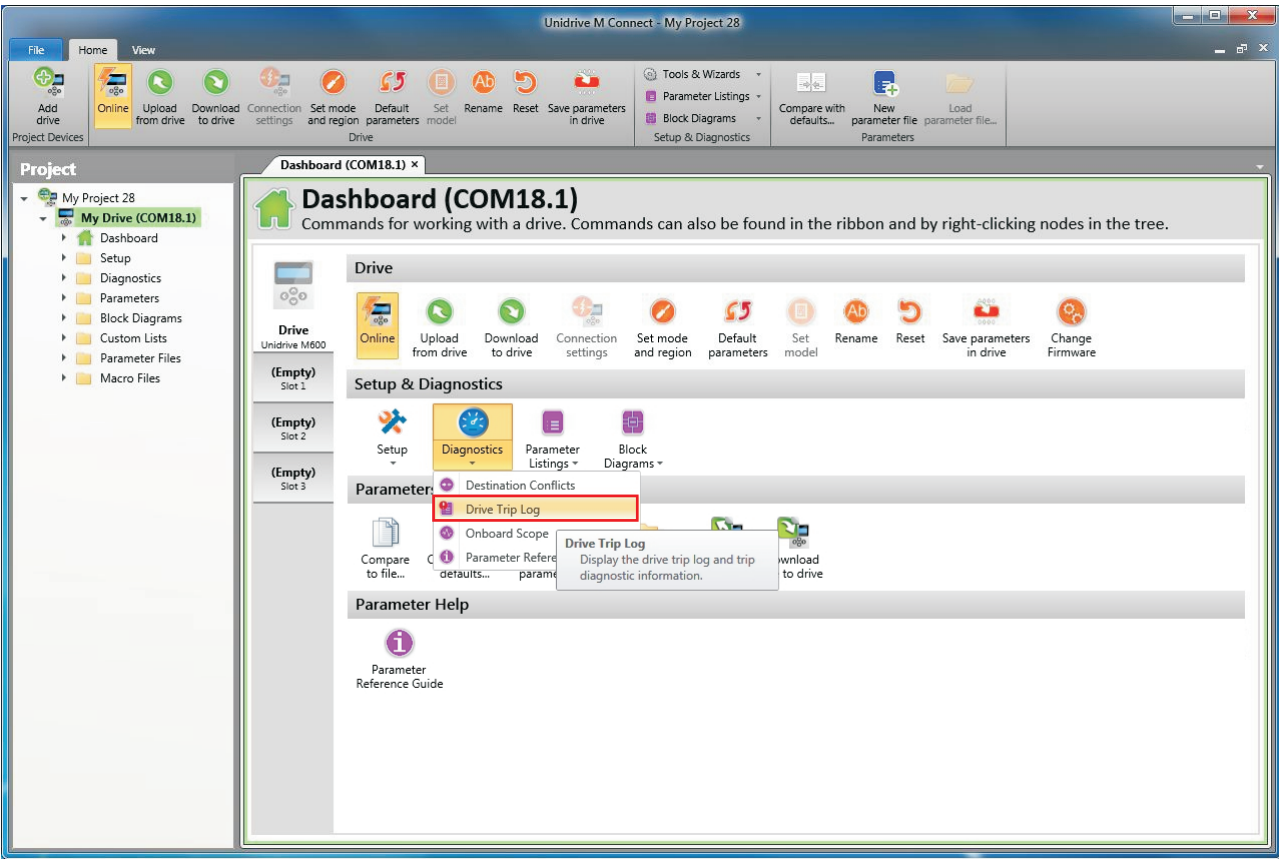 Unidrive M Connect - My Project 28
File Home View
Add drive
Online
Upload from drive
Download to drive
Connection settings
Set mode and region
Default parameters
Set model
Rename
Reset
Save parameters in drive
Tools & Wizards
Parameter Listings
Block Diagrams
Compare with defaults...
New parameter file
Load parameter file...
Project Devices
Drive
Setup & Diagnostics
Parameters
Project
My Project 28
My Drive (COM18.1)
Dashboard
Setup
Diagnostics
Parameters
Block Diagrams
Custom Lists
Parameter Files
Macro Files
Dashboard (COM18.1) ×
Dashboard (COM18.1)
Commands for working with a drive. Commands can also be found in the ribbon and by right-clicking nodes in the tree.
Drive
Unidrive M600
(Empty)
Slot 1
(Empty)
Slot 2
(Empty)
Slot 3
Drive
Online
Upload from drive
Download to drive
Connection settings
Set mode and region
Default parameters
Set model
Rename
Reset
Save parameters in drive
Change Firmware
Setup & Diagnostics
Setup
Diagnostics
Parameter Listings
Block Diagrams
Destination Conflicts
Drive Trip Log
Onboard Scope
Parameter Refere
Drive Trip Log
Display the drive trip log and trip
diagnostic information.
Parameters
Compare to file...
defaults...
parame
wnload
to drive
Parameter Help
Parameter
Reference Guide